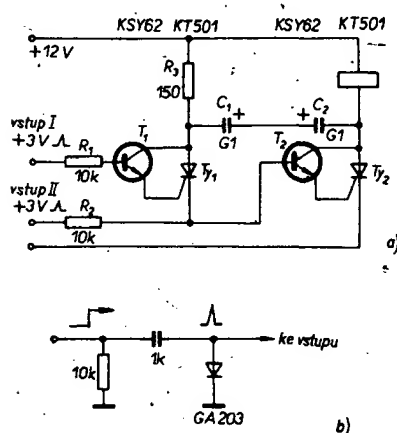 KSY62 KT501 KSY62 KT501
+12 V
R3
150
C1 + + C2
G1 G1
vstup I
+3V
R1
10k
T1
Ty1
T2
Ty2
vstup II
+3V
R2
10k
a)
10k
1k
GA203
ke vstupu
b)